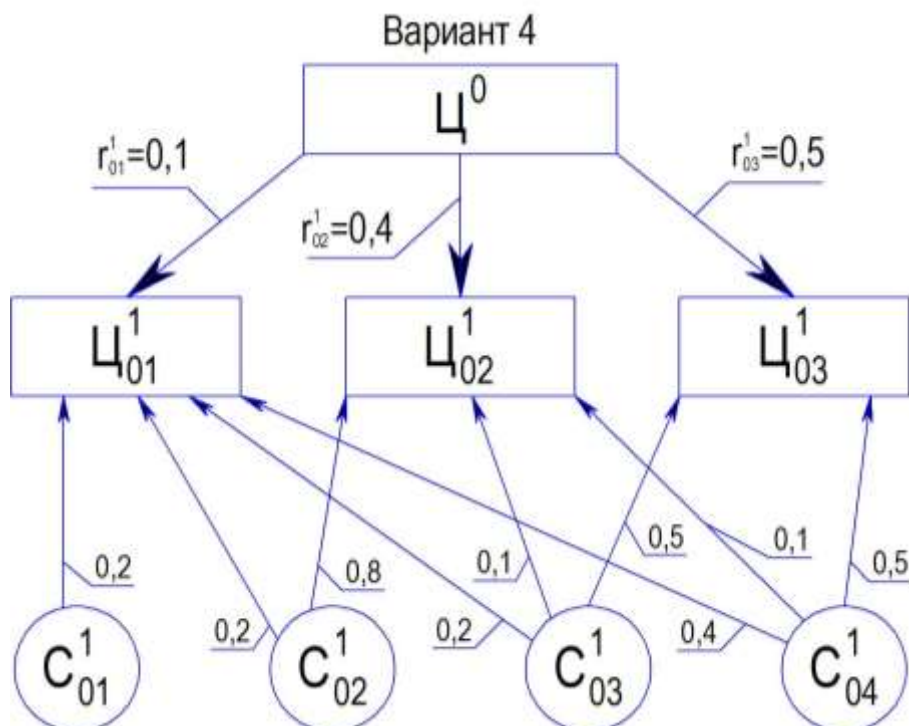 Вариант 4
Ц⁰
r¹₀₁=0,1
r¹₀₃=0,5
r¹₀₂=0,4
Ц¹₀₁
Ц¹₀₂
Ц¹₀₃
0,2
0,2
0,8
0,2
0,1
0,5
0,4
0,1
0,5
С¹₀₁
С¹₀₂
С¹₀₃
С¹₀₄